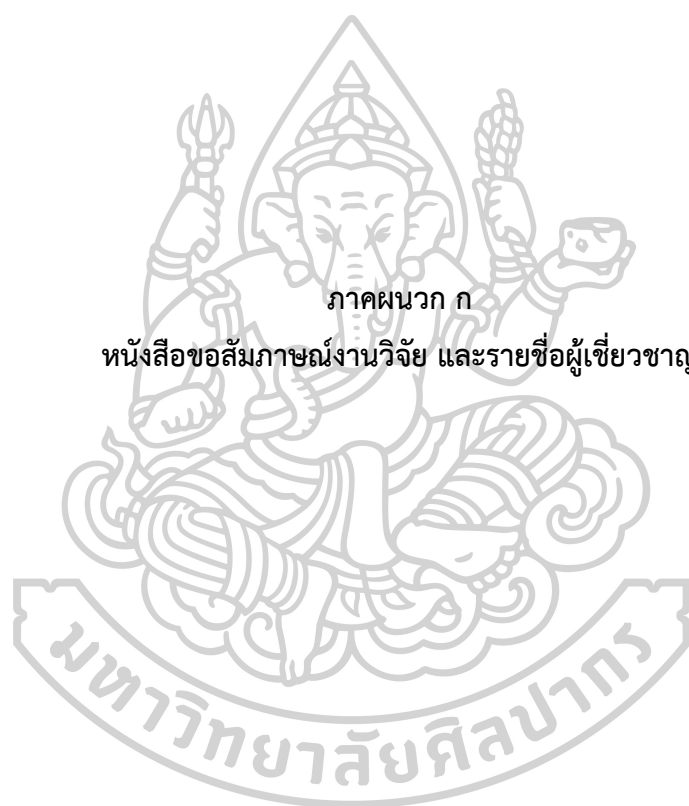 ภาคผนวก ก
หนังสือขอสัมภาษณ์งานวิจัย และรายชื่อผู้เชี่ยวชาญ
มหาวิทยาลัยศิลปากร